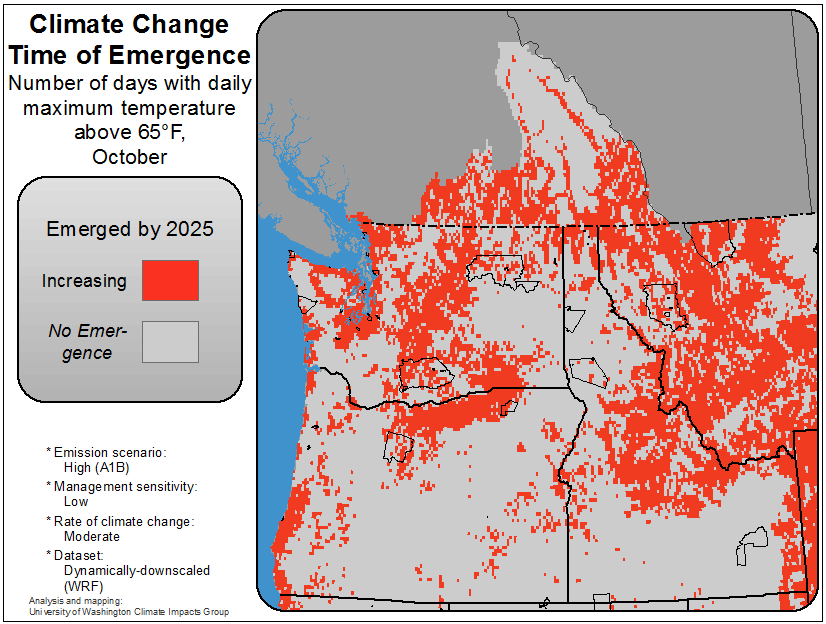 Climate Change
Time of Emergence
Number of days with daily
maximum temperature
above 65°F,
October
Emerged by 2025
Increasing
No Emer-
gence
* Emission scenario:
High (A1B)
* Management sensitivity:
Low
* Rate of climate change:
Moderate
* Dataset:
Dynamically-downscaled
(WRF)
Analysis and mapping:
University of Washington Climate Impacts Group